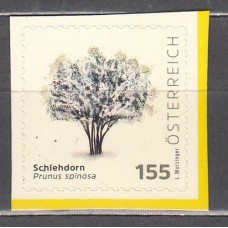 Schlehdorn
Prunus spinosa
155
ÖSTERREICH